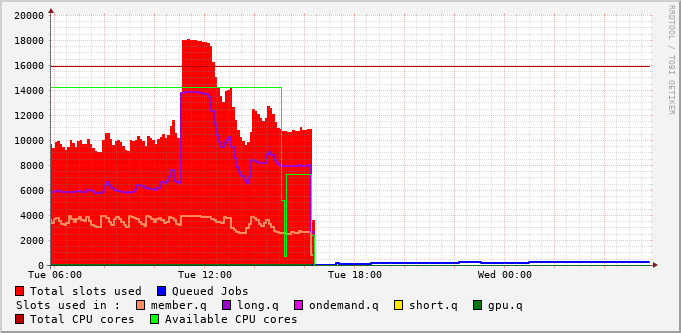 20000
18000
16000
14000
12000
10000
8000
6000
4000
2000
0
Tue 06:00 Tue 12:00 Tue 18:00 Wed 00:00
Total slots used Queued Jobs
Slots used in : member.q long.q ondemand.q short.q gpu.q
Total CPU cores Available CPU cores
RRDTOOL / TOBI OETIKER